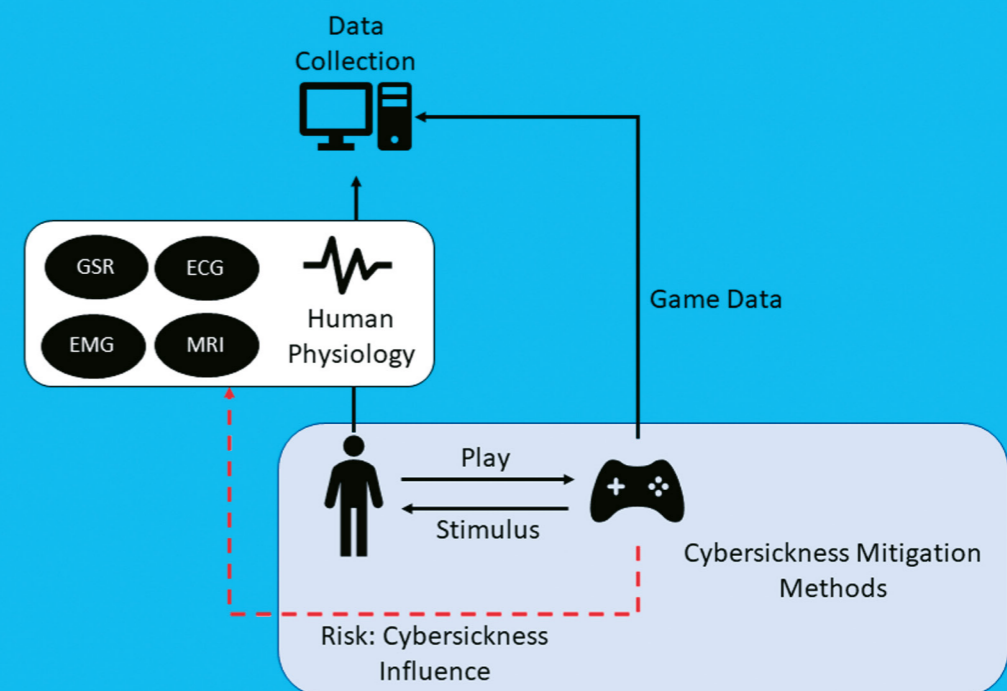 Data
Collection
GSR
ECG
EMG
MRI
Human
Physiology
Game Data
Play
Stimulus
Cybersickness Mitigation
Methods
Risk: Cybersickness
Influence